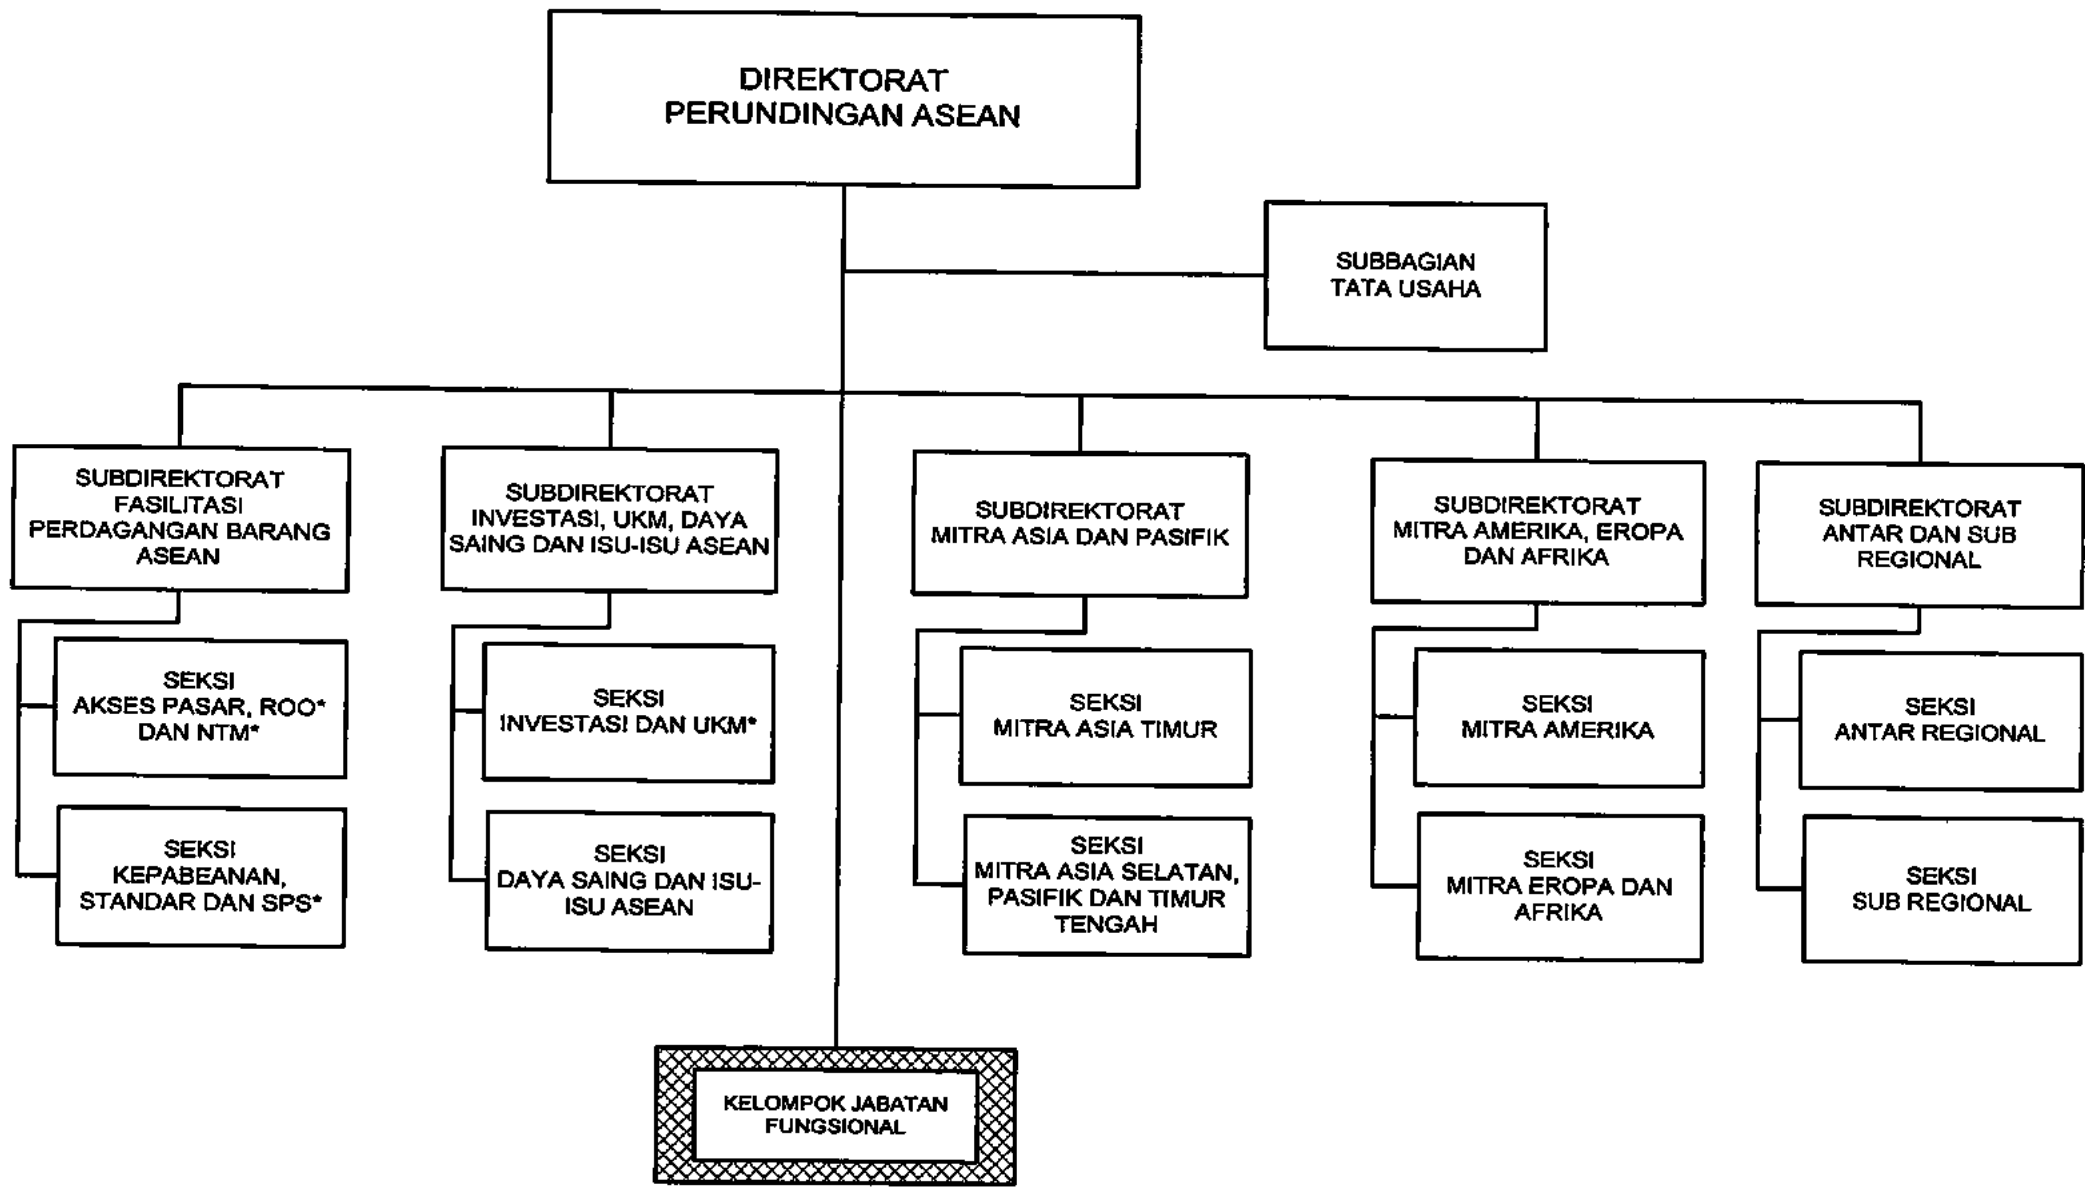 DIREKTORAT
PERUNDINGAN ASEAN
SUBBAGIAN
TATA USAHA
SUBDIREKTORAT
FASILITASI
PERDAGANGAN BARANG
ASEAN
SUBDIREKTORAT
INVESTASI, UKM, DAYA
SAING DAN ISU-ISU ASEAN
SUBDIREKTORAT
MITRA ASIA DAN PASIFIK
SUBDIREKTORAT
MITRA AMERIKA, EROPA
DAN AFRIKA
SUBDIREKTORAT
ANTAR DAN SUB
REGIONAL
SEKSI
AKSES PASAR, ROO*
DAN NTM*
SEKSI
INVESTASI DAN UKM*
SEKSI
MITRA ASIA TIMUR
SEKSI
MITRA AMERIKA
SEKSI
ANTAR REGIONAL
SEKSI
KEPABEANAN,
STANDAR DAN SPS*
SEKSI
DAYA SAING DAN ISU-
ISU ASEAN
SEKSI
MITRA ASIA SELATAN,
PASIFIK DAN TIMUR
TENGAH
SEKSI
MITRA EROPA DAN
AFRIKA
SEKSI
SUB REGIONAL
KELOMPOK JABATAN
FUNGSIONAL